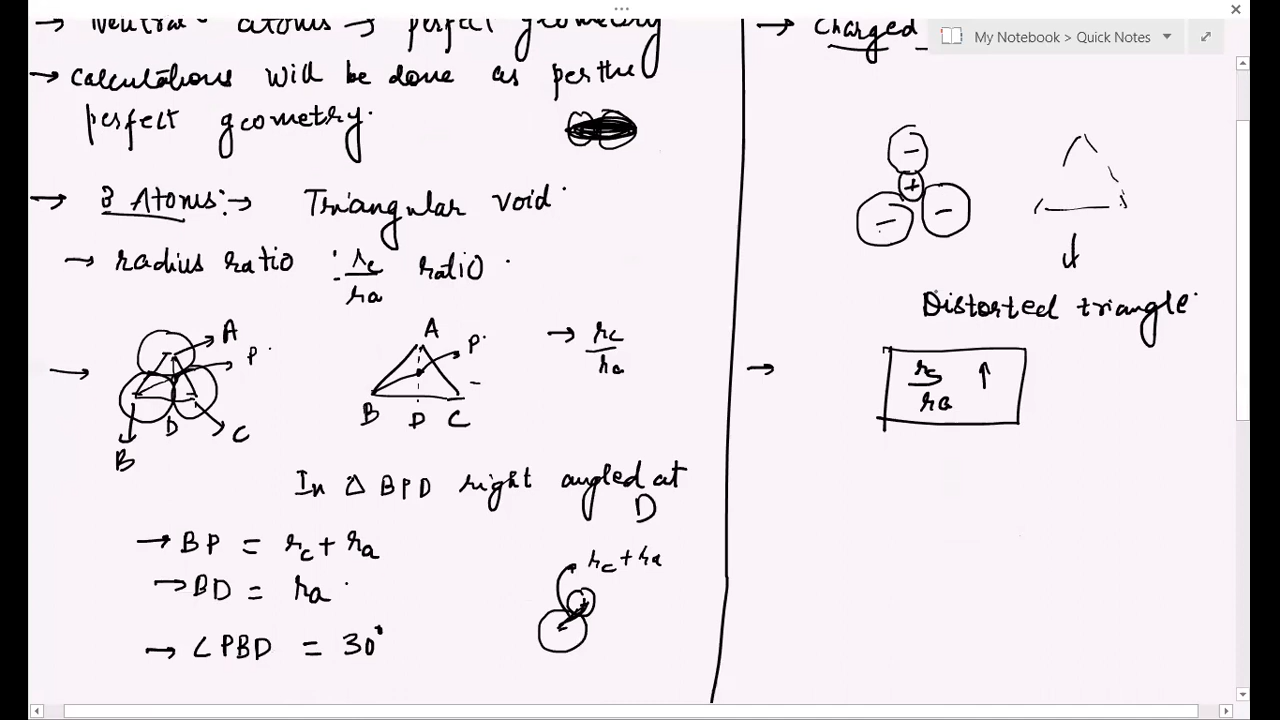 → Neutral atoms → perfect geometry
→ Calculations will be done as per the
perfect geometry.
→ 3 Atoms:→ Triangular void
→ radius ratio : rc/ra ratio
→ A P B D C
A P B D C
→ rc/ra
In △ BPD right angled at
D
→ BP = rc + ra
→ BD = ra
→ ∠PBD = 30°
rc + ra
→ Charged
My Notebook > Quick Notes
− + − −
Distorted triangle
→ rc/ra ↑